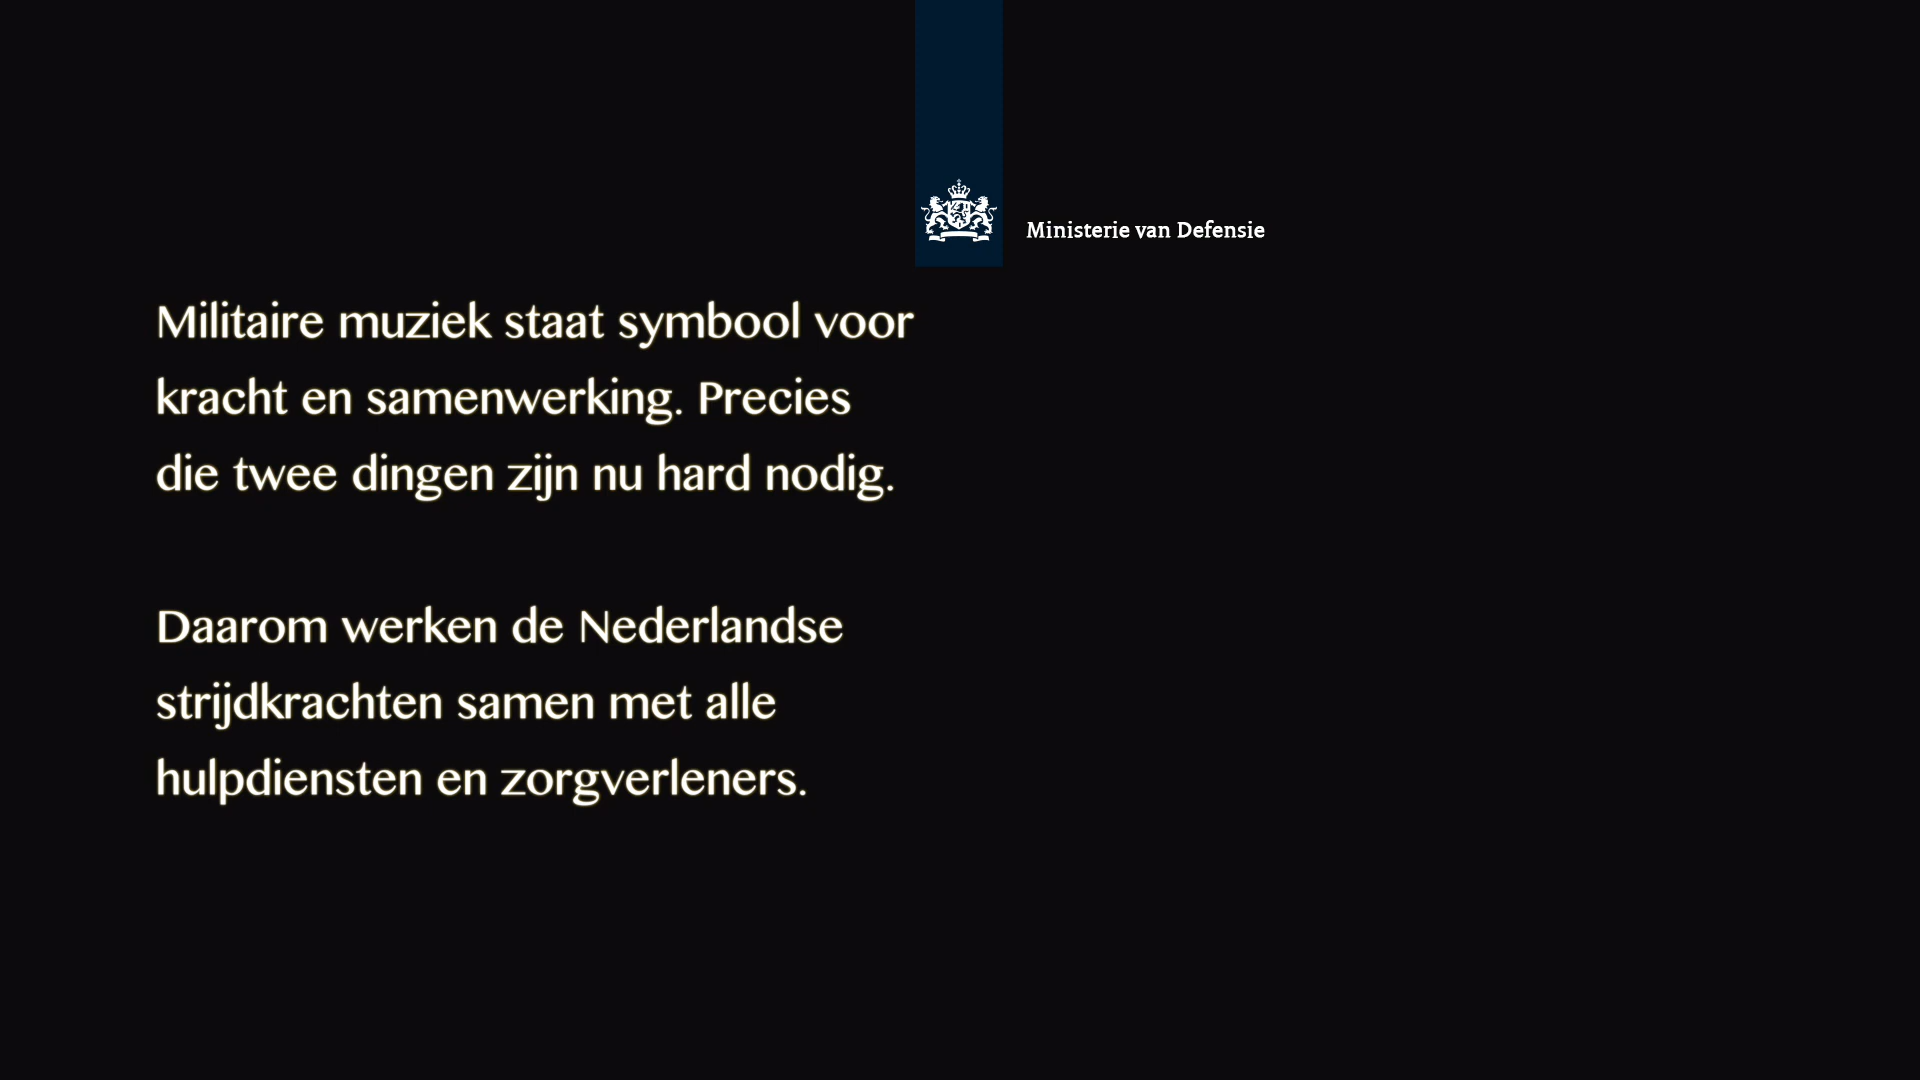 Ministerie van Defensie
Militaire muziek staat symbool voor
kracht en samenwerking. Precies
die twee dingen zijn nu hard nodig.
Daarom werken de Nederlandse
strijdkrachten samen met alle
hulpdiensten en zorgverleners.